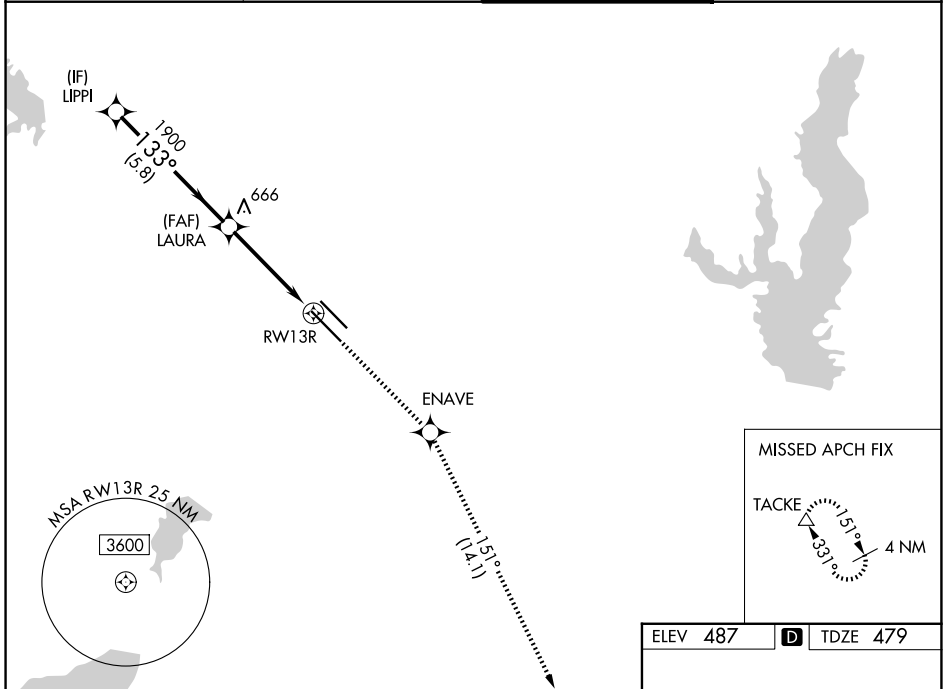 (IF)
LIPPI
1900
133°
(5.8)
666
(FAF)
LAURA
RW13R
ENAVE
151°
(14.1)
MSA RW13R 25 NM
3600
MISSED APCH FIX
TACKE
151°
331°
4 NM
ELEV 487 D TDZE 479